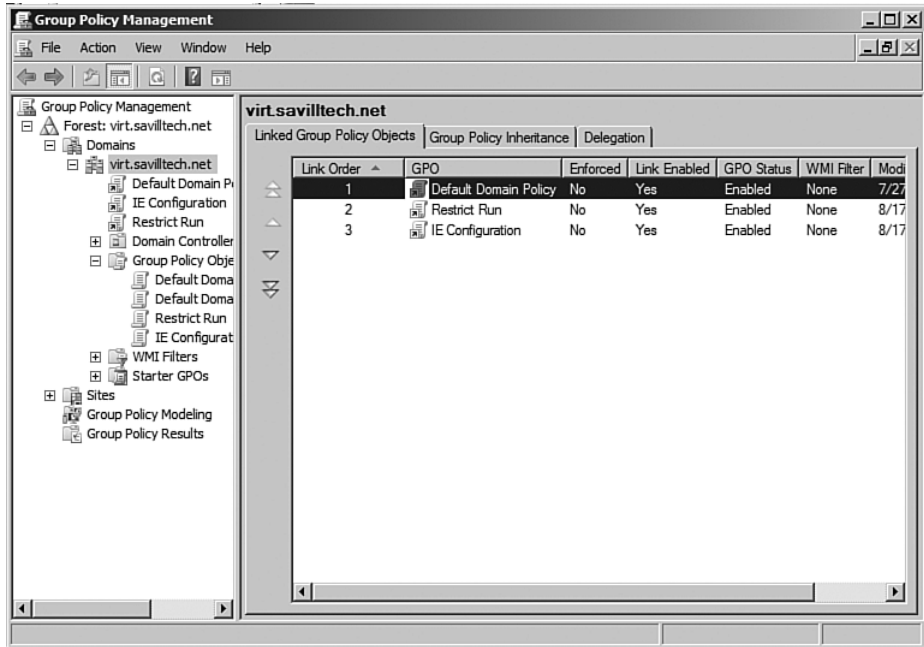 Group Policy Management
File Action View Window Help
Group Policy Management
Forest: virt.savilltech.net
Domains
virt.savilltech.net
Default Domain P
IE Configuration
Restrict Run
Domain Controller
Group Policy Obje
Default Doma
Default Doma
Restrict Run
IE Configurat
WMI Filters
Starter GPOs
Sites
Group Policy Modeling
Group Policy Results
virt.savilltech.net
Linked Group Policy Objects Group Policy Inheritance Delegation
Link Order GPO Enforced Link Enabled GPO Status WMI Filter Modi
1 Default Domain Policy No Yes Enabled None 7/27
2 Restrict Run No Yes Enabled None 8/17
3 IE Configuration No Yes Enabled None 8/17